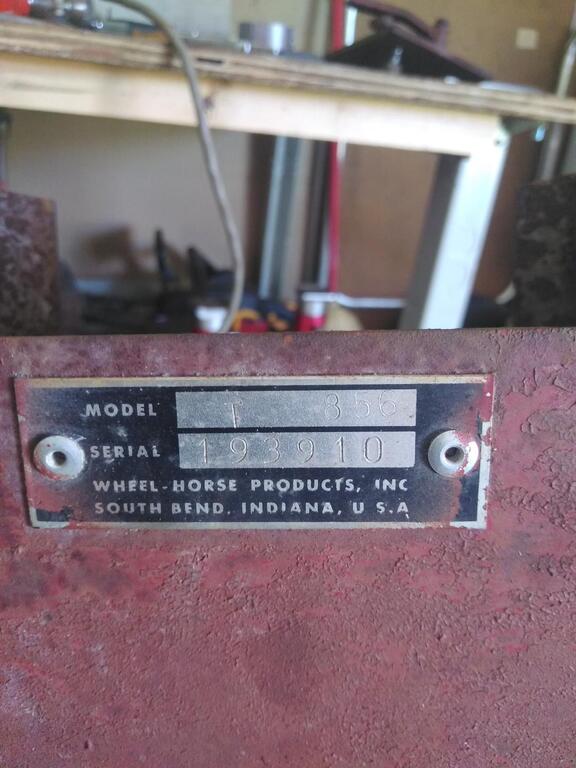 MODEL T 856
SERIAL 193910
WHEEL-HORSE PRODUCTS, INC
SOUTH BEND, INDIANA, U S.A